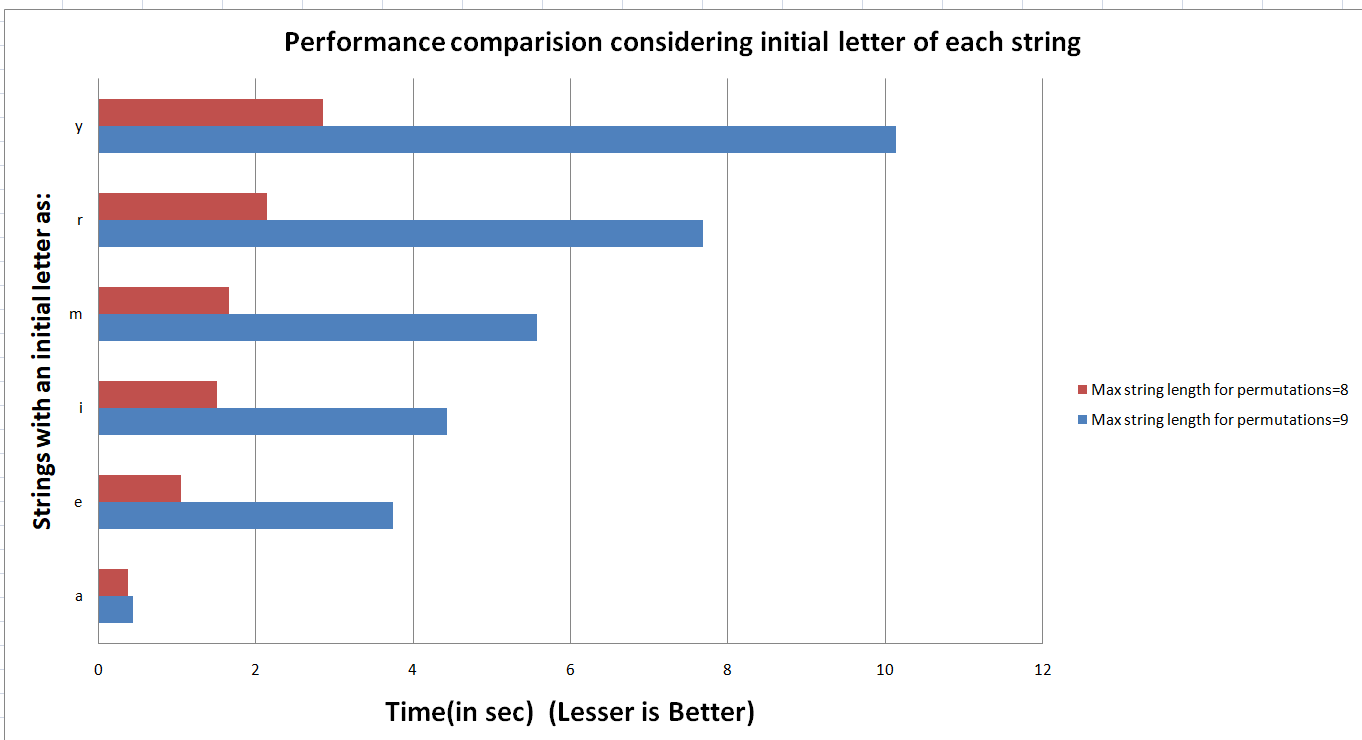 Performance comparision considering initial letter of each string
Strings with an initial letter as:
y
r
m
i
e
a
0 2 4 6 8 10 12
Time(in sec) (Lesser is Better)
Max string length for permutations=8
Max string length for permutations=9